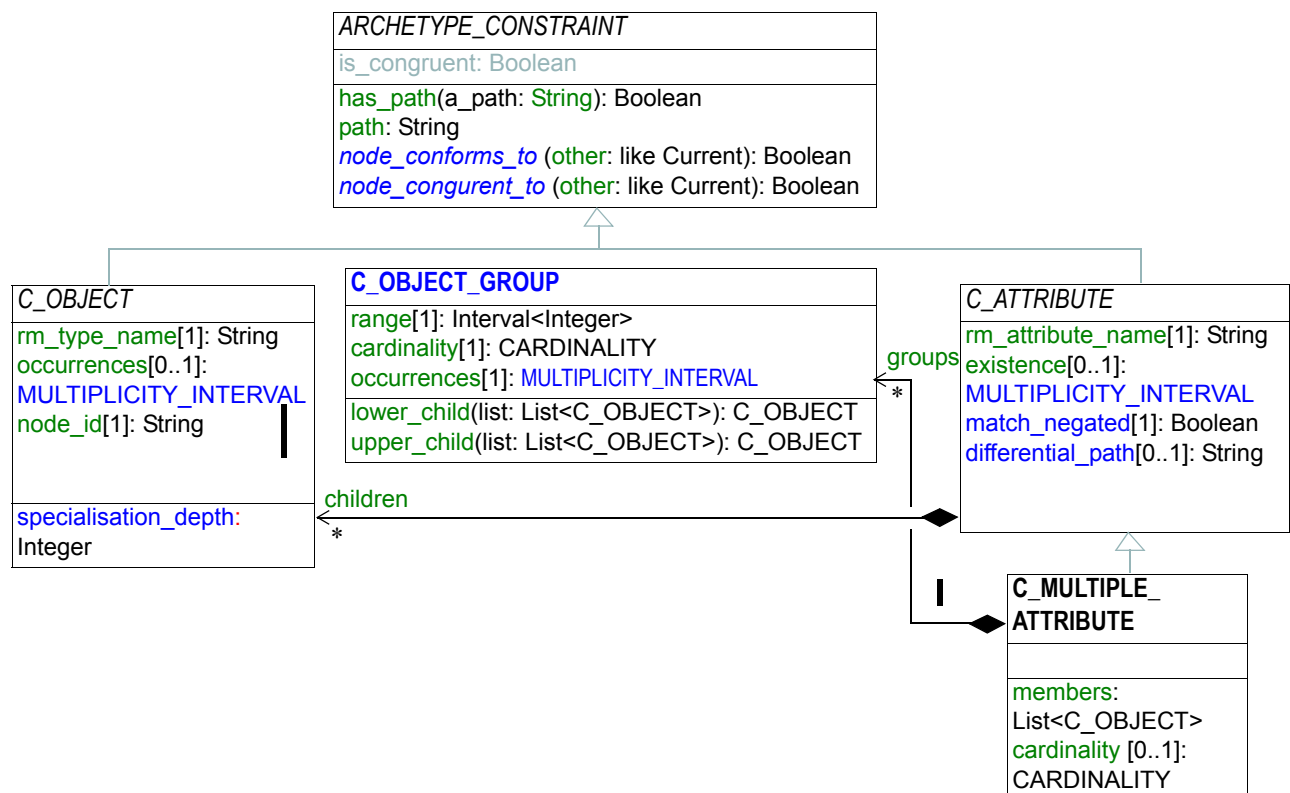 ARCHETYPE_CONSTRAINT
is_congruent: Boolean
has_path(a_path: String): Boolean
path: String
node_conforms_to (other: like Current): Boolean
node_congurent_to (other: like Current): Boolean
C_OBJECT
rm_type_name[1]: String
occurrences[0..1]:
MULTIPLICITY_INTERVAL
node_id[1]: String
specialisation_depth:
Integer
C_OBJECT_GROUP
range[1]: Interval<Integer>
cardinality[1]: CARDINALITY
occurrences[1]: MULTIPLICITY_INTERVAL
lower_child(list: List<C_OBJECT>): C_OBJECT
upper_child(list: List<C_OBJECT>): C_OBJECT
groups
*
children
*
C_ATTRIBUTE
rm_attribute_name[1]: String
existence[0..1]:
MULTIPLICITY_INTERVAL
match_negated[1]: Boolean
differential_path[0..1]: String
C_MULTIPLE_
ATTRIBUTE
members:
List<C_OBJECT>
cardinality [0..1]:
CARDINALITY